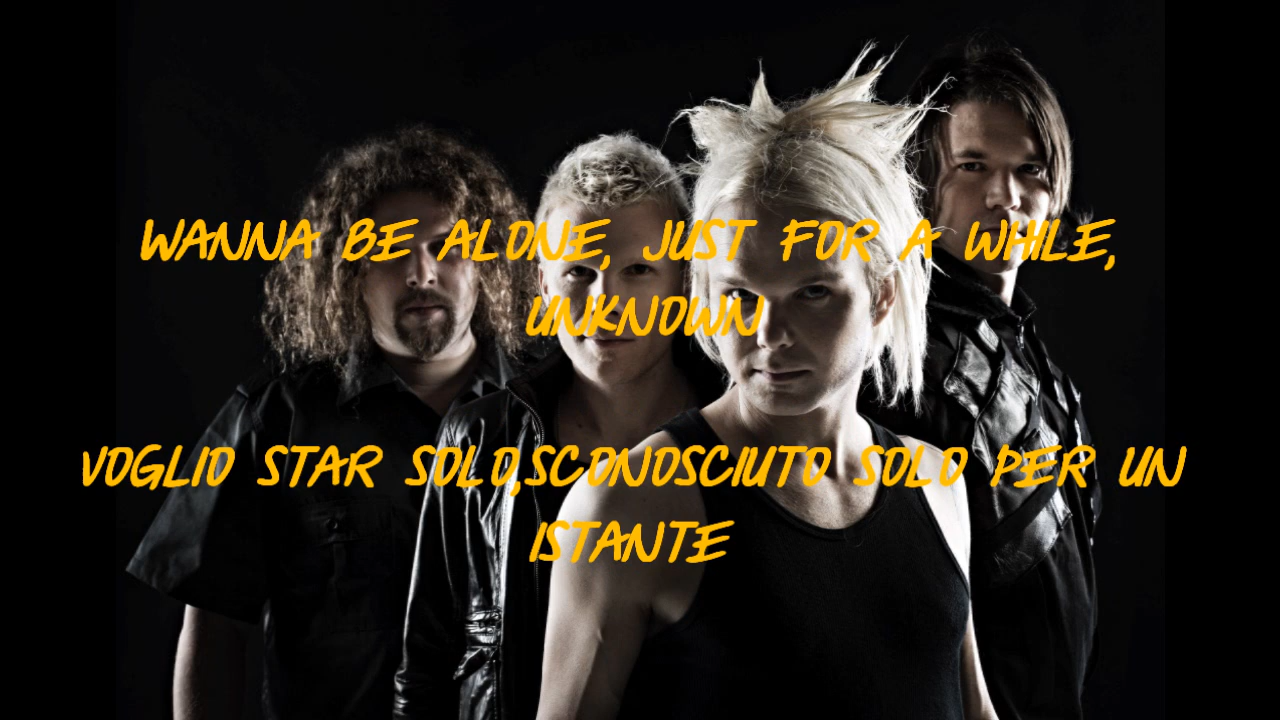 WANNA BE ALONE, JUST FOR A WHILE,
UNKNOWN
VOGLIO STAR SOLO,SCONOSCIUTO SOLO PER UN
ISTANTE